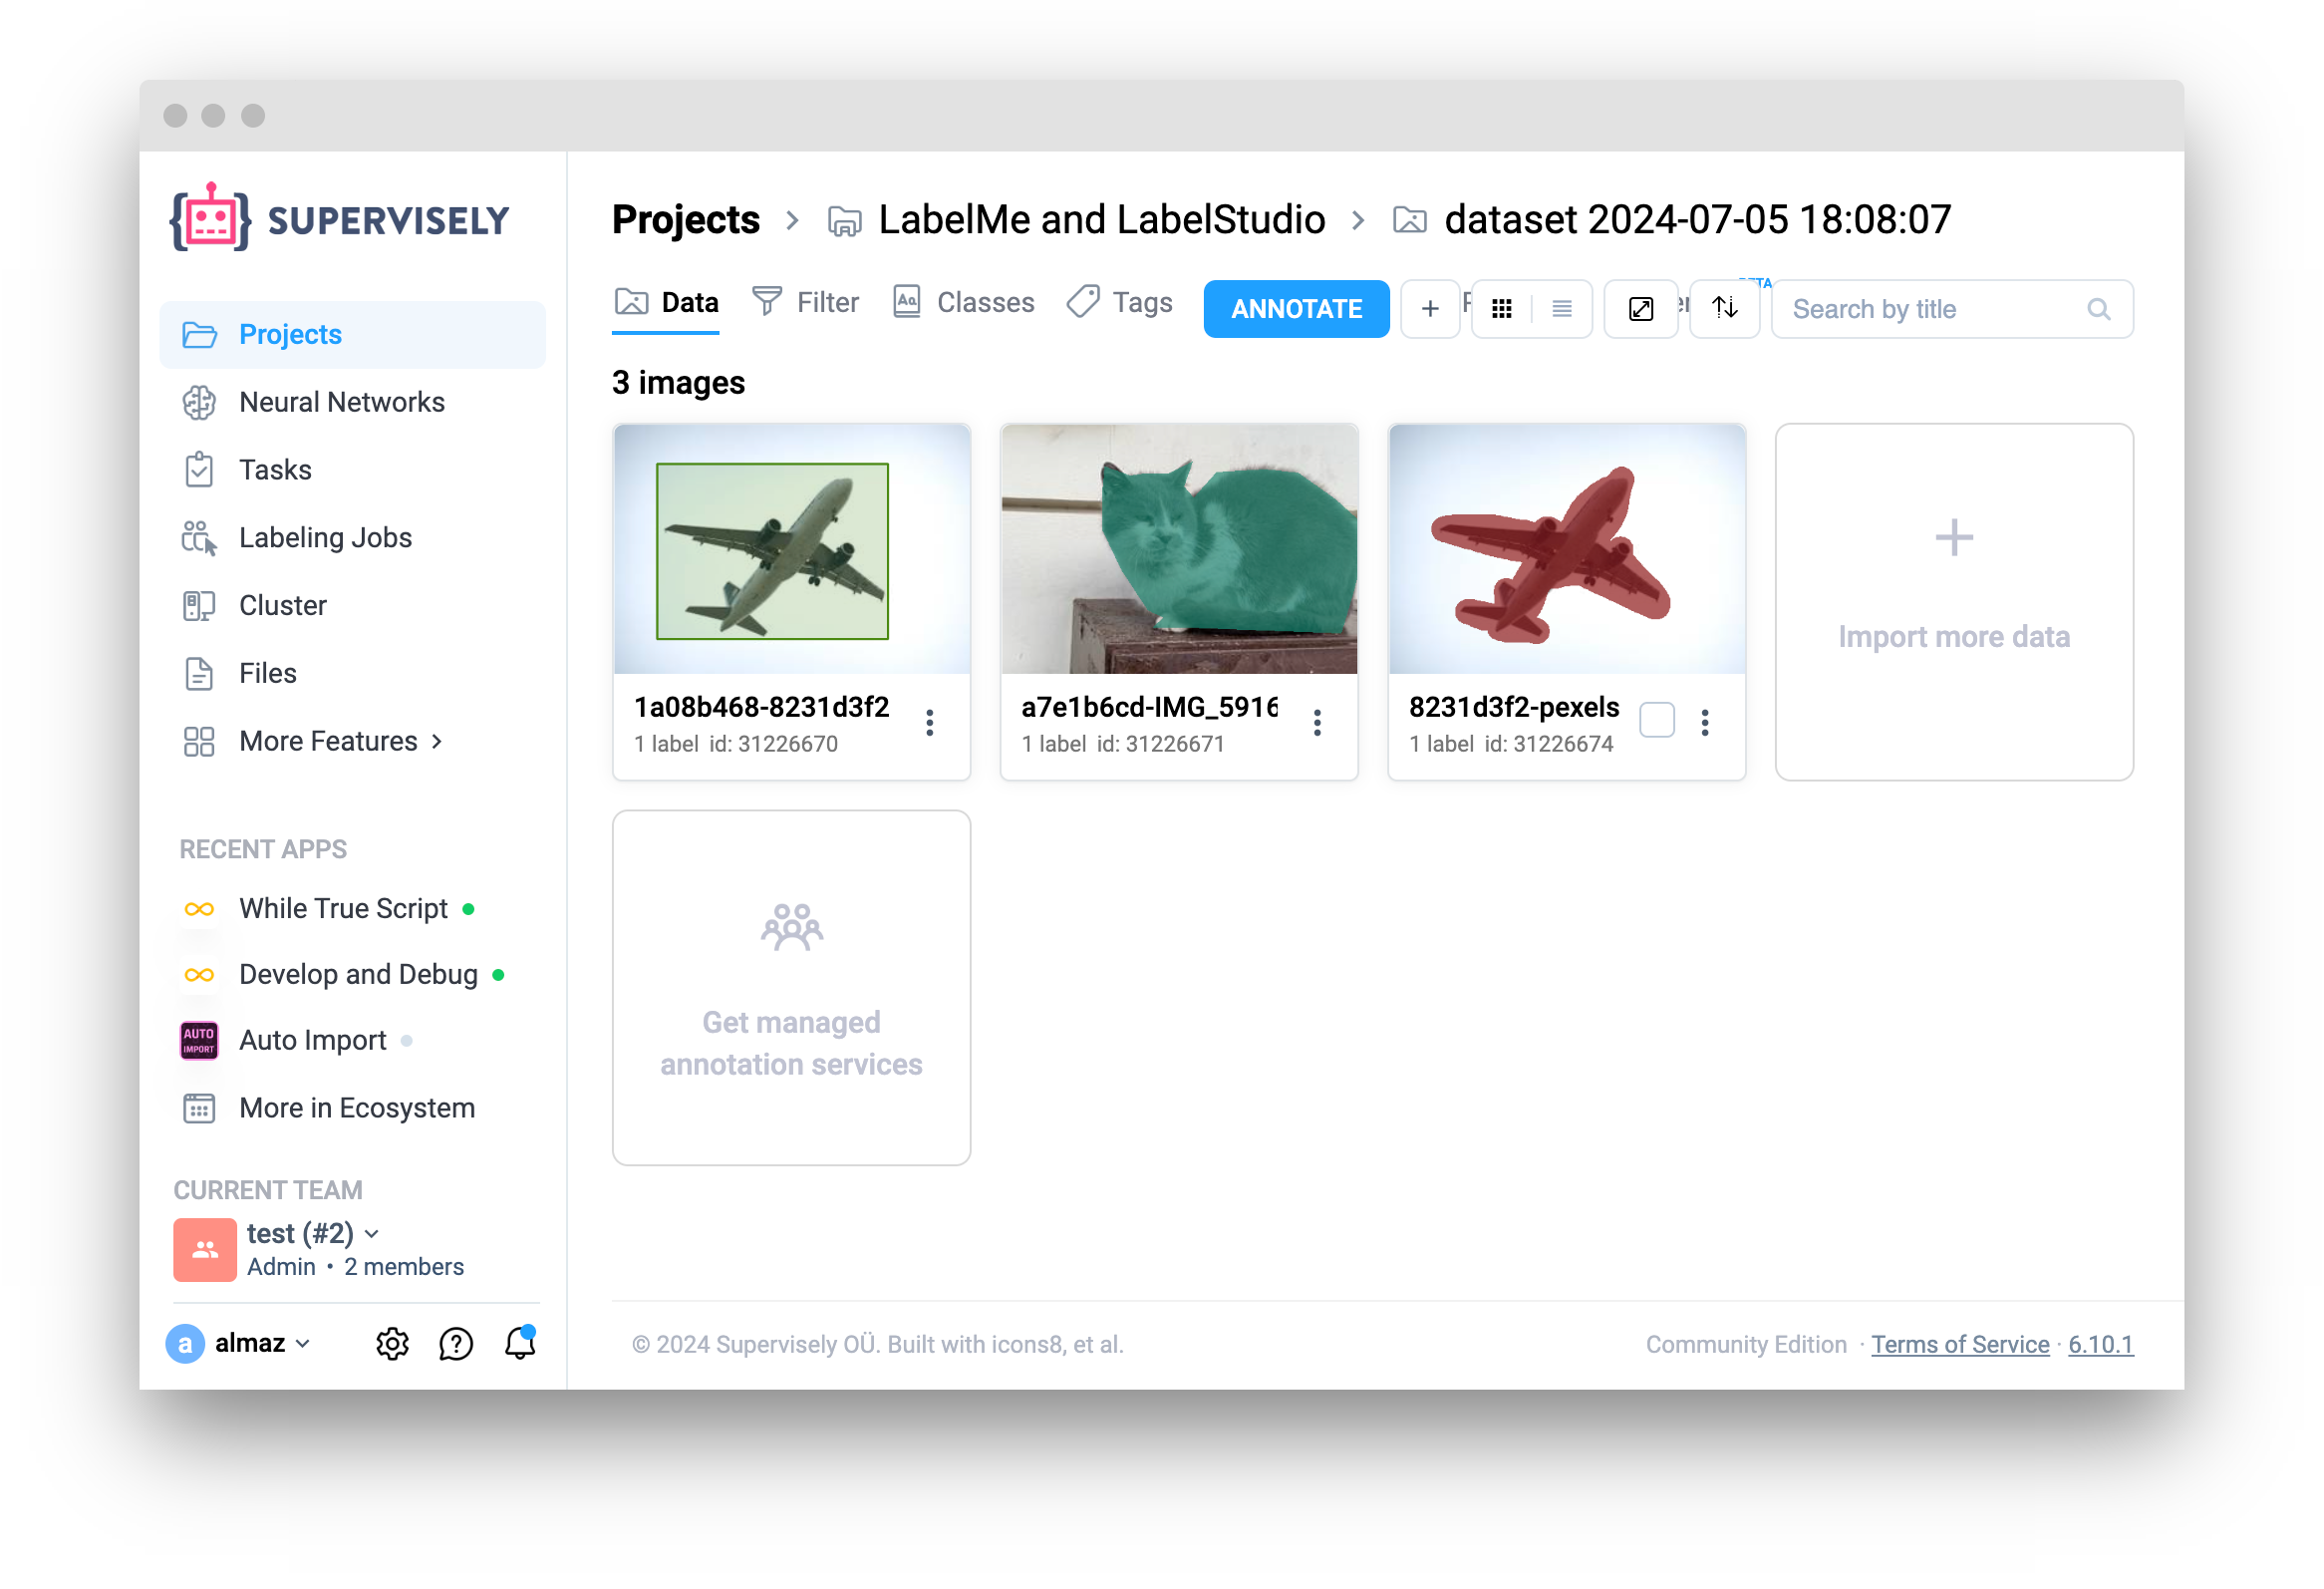 SUPERVISELY
Projects
Neural Networks
Tasks
Labeling Jobs
Cluster
Files
More Features
RECENT APPS
While True Script
Develop and Debug
AUTO
IMPORT
Auto Import
More in Ecosystem
CURRENT TEAM
test (#2)
Admin • 2 members
a almaz
Projects > LabelMe and LabelStudio > dataset 2024-07-05 18:08:07
Data Filter Classes Tags ANNOTATE + Search by title
3 images
1a08b468-8231d3f2
1 label id: 31226670
a7e1b6cd-IMG_5916
1 label id: 31226671
8231d3f2-pexels
1 label id: 31226674
Import more data
Get managed
annotation services
© 2024 Supervisely OÜ. Built with icons8, et al.
Community Edition · Terms of Service · 6.10.1